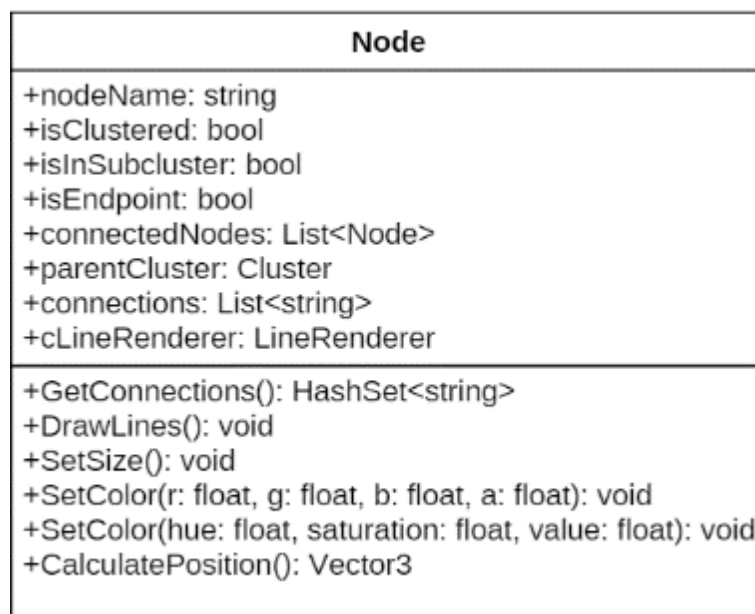 Node
+nodeName: string
+isClustered: bool
+isInSubcluster: bool
+isEndpoint: bool
+connectedNodes: List<Node>
+parentCluster: Cluster
+connections: List<string>
+cLineRenderer: LineRenderer
+GetConnections(): HashSet<string>
+DrawLines(): void
+SetSize(): void
+SetColor(r: float, g: float, b: float, a: float): void
+SetColor(hue: float, saturation: float, value: float): void
+CalculatePosition(): Vector3